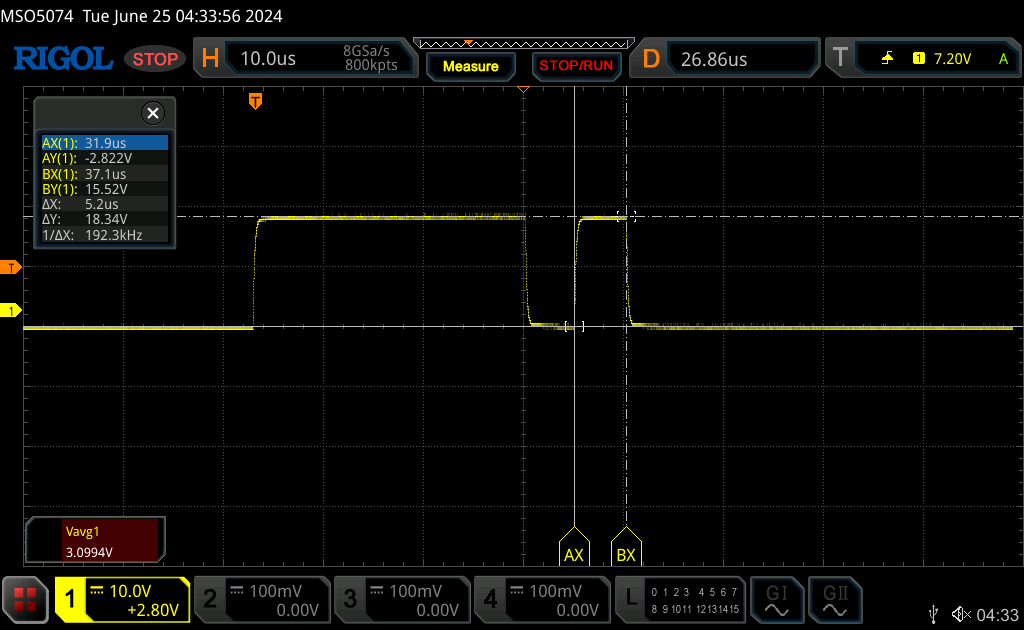 MSO5074 Tue June 25 04:33:56 2024
RIGOL STOP H 10.0us 8GSa/s 800kpts Measure STOP/RUN D 26.86us T 1 7.20V A
T
AX(1): 31.9us
AY(1): -2.822V
BX(1): 37.1us
BY(1): 15.52V
ΔX: 5.2us
ΔY: 18.34V
1/ΔX: 192.3kHz
T
1
Vavg1
3.0994V
AX BX
1 10.0V +2.80V
2 100mV 0.00V
3 100mV 0.00V
4 100mV 0.00V
L 0 1 2 3 4 5 6 7
8 9 10 11 12 13 14 15
GI GII
04:33